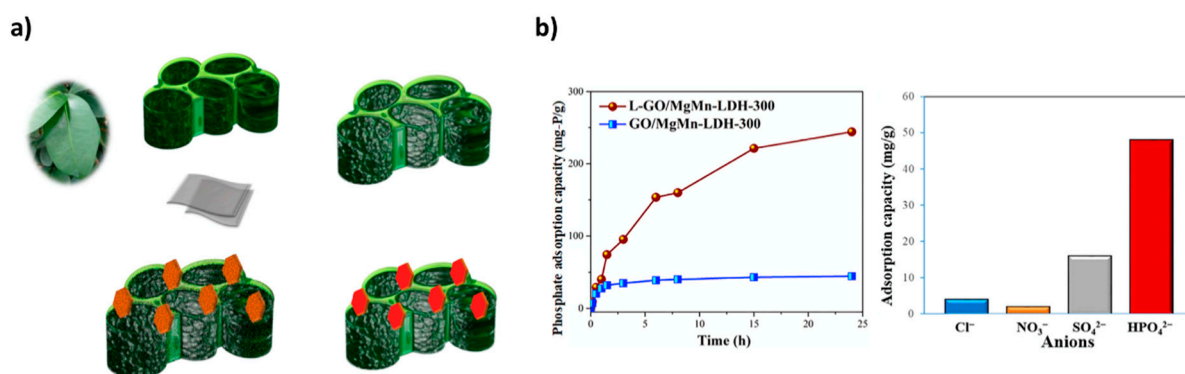 a)
b)
Phosphate adsorption capacity (mg-P/g)
300
200
100
0
L-GO/MgMn-LDH-300
GO/MgMn-LDH-300
0 5 10 15 20 25
Time (h)
Adsorption capacity (mg/g)
60
50
40
30
20
10
0
Cl⁻ NO₃⁻ SO₄²⁻ HPO₄²⁻
Anions